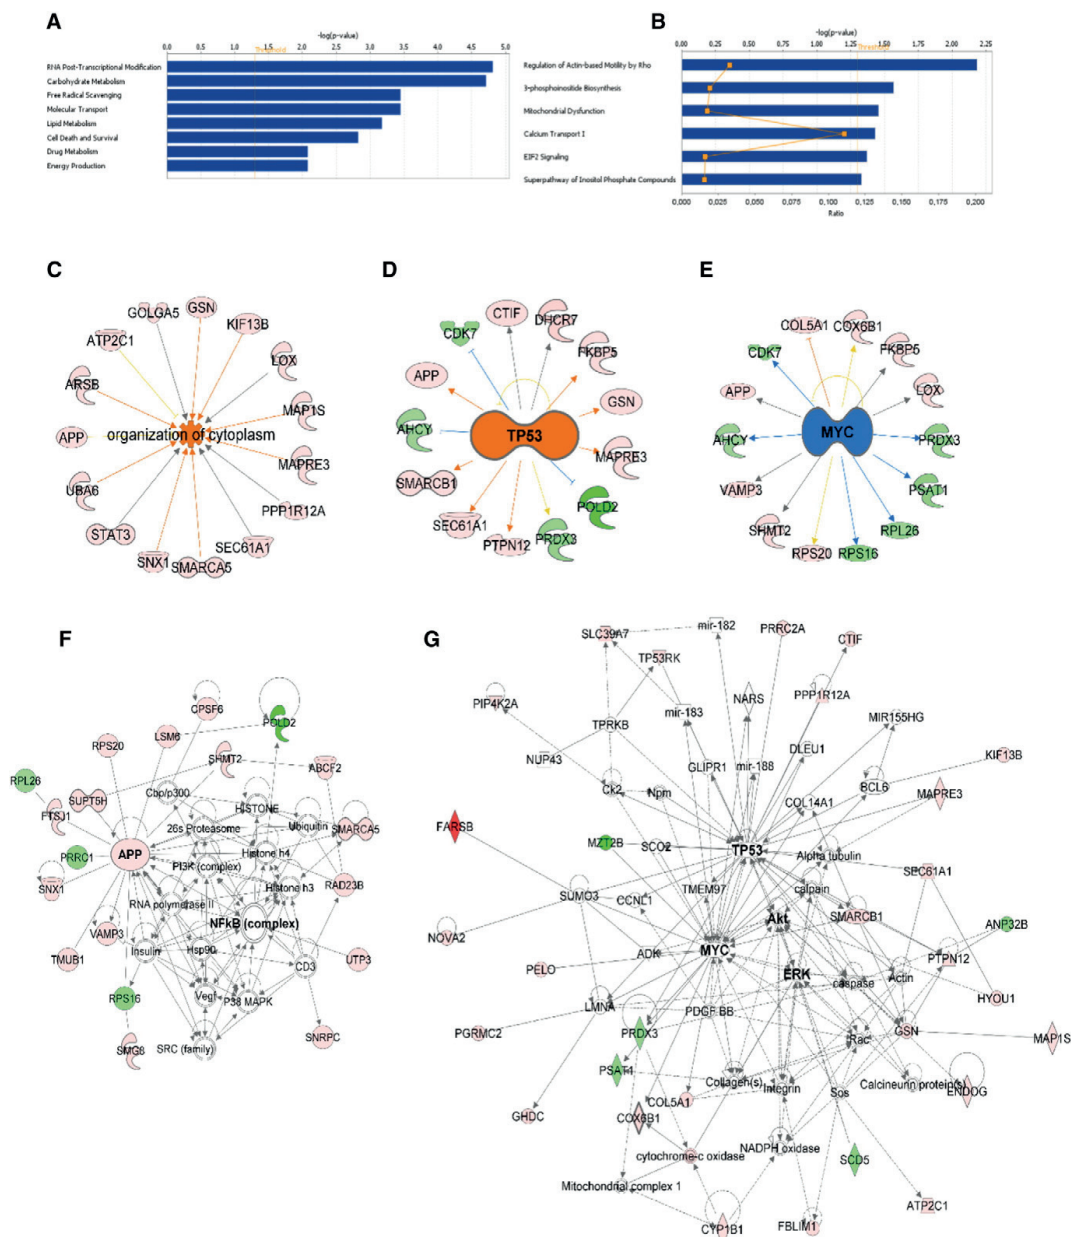 A
-log(p-value)
0.0 0.5 1.0 1.5 2.0 2.5 3.0 3.5 4.0 4.5 5.0
Threshold
RNA Post-Transcriptional Modification
Carbohydrate Metabolism
Free Radical Scavenging
Molecular Transport
Lipid Metabolism
Cell Death and Survival
Drug Metabolism
Energy Production
B
-log(p-value)
0.00 0.25 0.50 0.75 1.00 1.25 1.50 1.75 2.00 2.25
Threshold
Regulation of Actin-based Motility by Rho
3-phosphoinositide Biosynthesis
Mitochondrial Dysfunction
Calcium Transport I
EIF2 Signaling
Superpathway of Inositol Phosphate Compounds
0,000 0,025 0,050 0,075 0,100 0,125 0,150 0,175 0,200
Ratio
C
GOLGA5
GSN
KIF13B
ATP2C1
LOX
ARSB
MAP1S
APP
organization of cytoplasm
MAPRE3
UBA6
PPP1R12A
STAT3
SEC61A1
SNX1
SMARCA5
D
CTIF
DHCR7
CDK7
FKBP5
APP
GSN
AHCY
TP53
MAPRE3
SMARCB1
POLD2
SEC61A1
PTPN12
PRDX3
E
COL5A1
COX6B1
CDK7
FKBP5
APP
LOX
AHCY
MYC
PRDX3
VAMP3
PSAT1
SHMT2
RPL26
RPS20
RPS16
F
CPSF6
POLD2
LSM6
RPS20
SHMT2
ABCF2
RPL26
SUPT5H
Cbp/p300
HISTONE
FTSJ1
26s Proteasome
Ubiquitin
SMARCA5
PRRC1
APP
Histone h4
PI3K (complex)
SNX1
Histone h3
RAD23B
RNA polymerase II
NFkB (complex)
VAMP3
Insulin
Hsp90
TMUB1
CD3
UTP3
RPS16
Vegf
P38 MAPK
SNRPC
SMG8
SRC (family)
G
mir-182
PRRC2A
SLC39A7
CTIF
TP53RK
PIP4K2A
NARS
PPP1R12A
mir-183
MIR155HG
TPRKB
DLEU1
KIF13B
NUP43
GLIPR1
mir-188
BCL6
MAPRE3
Ck2
Npm
COL14A1
FARSB
MZT2B
SCO2
TP53
Alpha tubulin
SEC61A1
SUMO3
TMEM97
calpain
CCNL1
Akt
SMARCB1
ANP32B
NOVA2
ADK
MYC
PTPN12
PELO
ERK
caspase
Actin
HYOU1
LMNA
PDGF BB
PGRMC2
PRDX3
Rac
GSN
MAP1S
PSAT1
Collagen(s)
Integrin
Calcineurin protein(s)
ENDOG
GHDC
COL5A1
Sos
COX6B1
cytochrome-c oxidase
NADPH oxidase
SCD5
Mitochondrial complex 1
ATP2C1
CYP1B1
FBLIM1